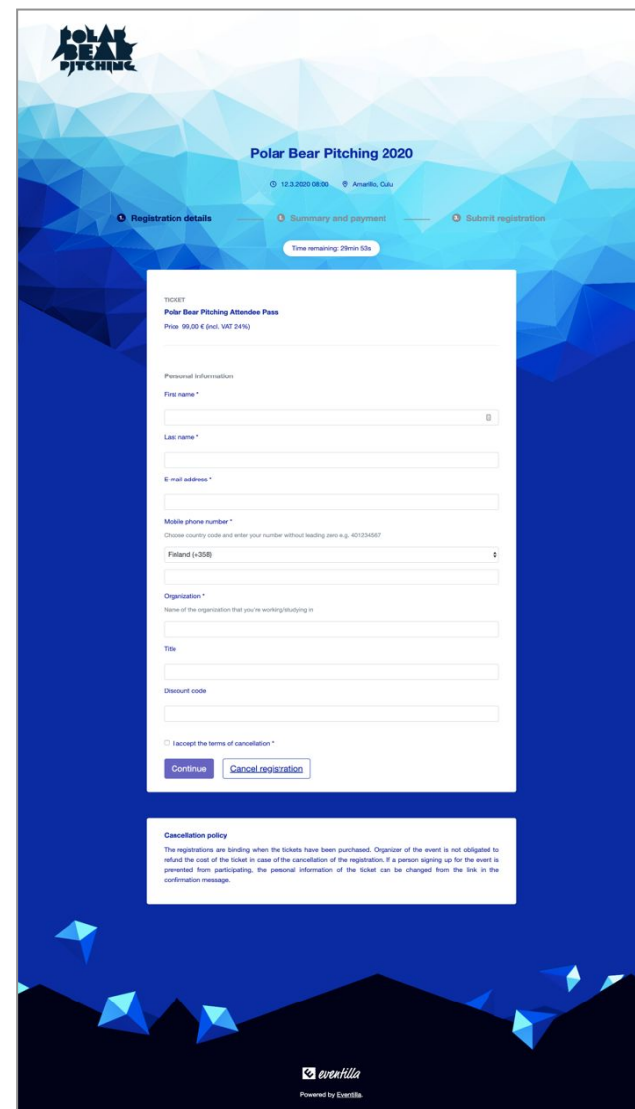 POLAR
BEAR
PITCHING
Polar Bear Pitching 2020
12.3.2020 08:00 Amarillo, Oulu
1. Registration details 2. Summary and payment 3. Submit registration
Time remaining: 29min 53s
TICKET
Polar Bear Pitching Attendee Pass
Price 99,00 € (incl. VAT 24%)
Personal information
First name *
Last name *
E-mail address *
Mobile phone number *
Choose country code and enter your number without leading zero e.g. 401234567
Finland (+358)
Organization *
Name of the organization that you're working/studying in
Title
Discount code
I accept the terms of cancellation *
Continue Cancel registration
Cancellation policy
The registrations are binding when the tickets have been purchased. Organizer of the event is not obligated to
refund the cost of the ticket in case of the cancellation of the registration. If a person signing up for the event is
prevented from participating, the personal information of the ticket can be changed from the link in the
confirmation message.
eventilla
Powered by Eventilla.